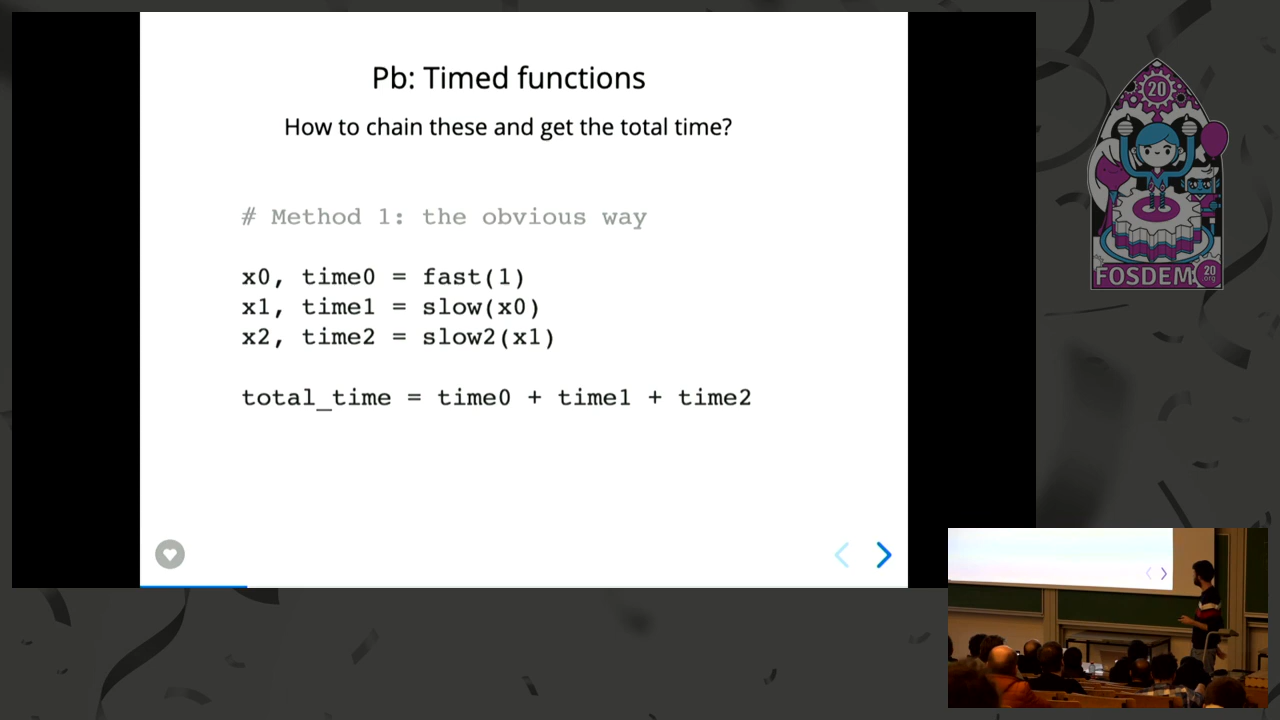 Pb: Timed functions
How to chain these and get the total time?
# Method 1: the obvious way
x0, time0 = fast(1)
x1, time1 = slow(x0)
x2, time2 = slow2(x1)
total_time = time0 + time1 + time2
20
FOSDEM
20
.org